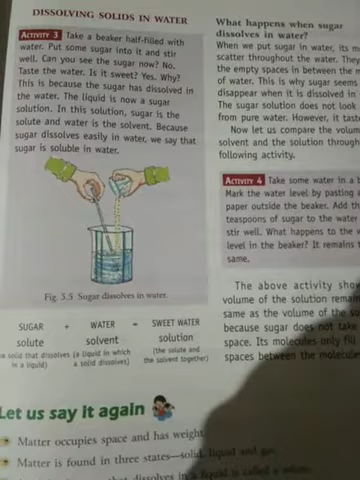 DISSOLVING SOLIDS IN WATER
ACTIVITY 3 Take a beaker half-filled with
water. Put some sugar into it and stir
well. Can you see the sugar now? No.
Taste the water. Is it sweet? Yes. Why?
This is because the sugar has dissolved in
the water. The liquid is now a sugar
solution. In this solution, sugar is the
solute and water is the solvent. Because
sugar dissolves easily in water, we say that
sugar is soluble in water.
Fig. 5.5 Sugar dissolves in water.
SUGAR + WATER = SWEET WATER
solute solvent solution
solid that dissolves (a liquid in which (the solute and
in a liquid) a solid dissolves) the solvent together)
Let us say it again
Matter occupies space and has weight
Matter is found in three states—solid, liquid and gas.
that dissolves in a liquid is called a
What happens when sugar
dissolves in water?
When we put sugar in water, its
scatter throughout the water. They
the empty spaces between the
of water. This is why sugar seems
disappear when it is dissolved in
The sugar solution does not look
from pure water. However, it
Now let us compare the
solvent and the solution through
following activity.
ACTIVITY 4 Take some water in a
Mark the water level by pasting a
paper outside the beaker. Add
teaspoons of sugar to the water
stir well. What happens to the
level in the beaker? It remains
same.
The above activity
volume of the solution
same as the volume of the
because sugar does not take
space. Its molecules only fill
spaces between the molecules